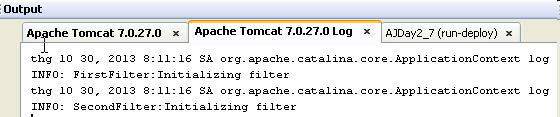 Output
Apache Tomcat 7.0.27.0 × Apache Tomcat 7.0.27.0 Log × AJDay2_7 (run-deploy) ×
thg 10 30, 2013 8:11:16 SA org.apache.catalina.core.ApplicationContext log
INFO: FirstFilter:Initializing filter
thg 10 30, 2013 8:11:16 SA org.apache.catalina.core.ApplicationContext log
INFO: SecondFilter:Initializing filter